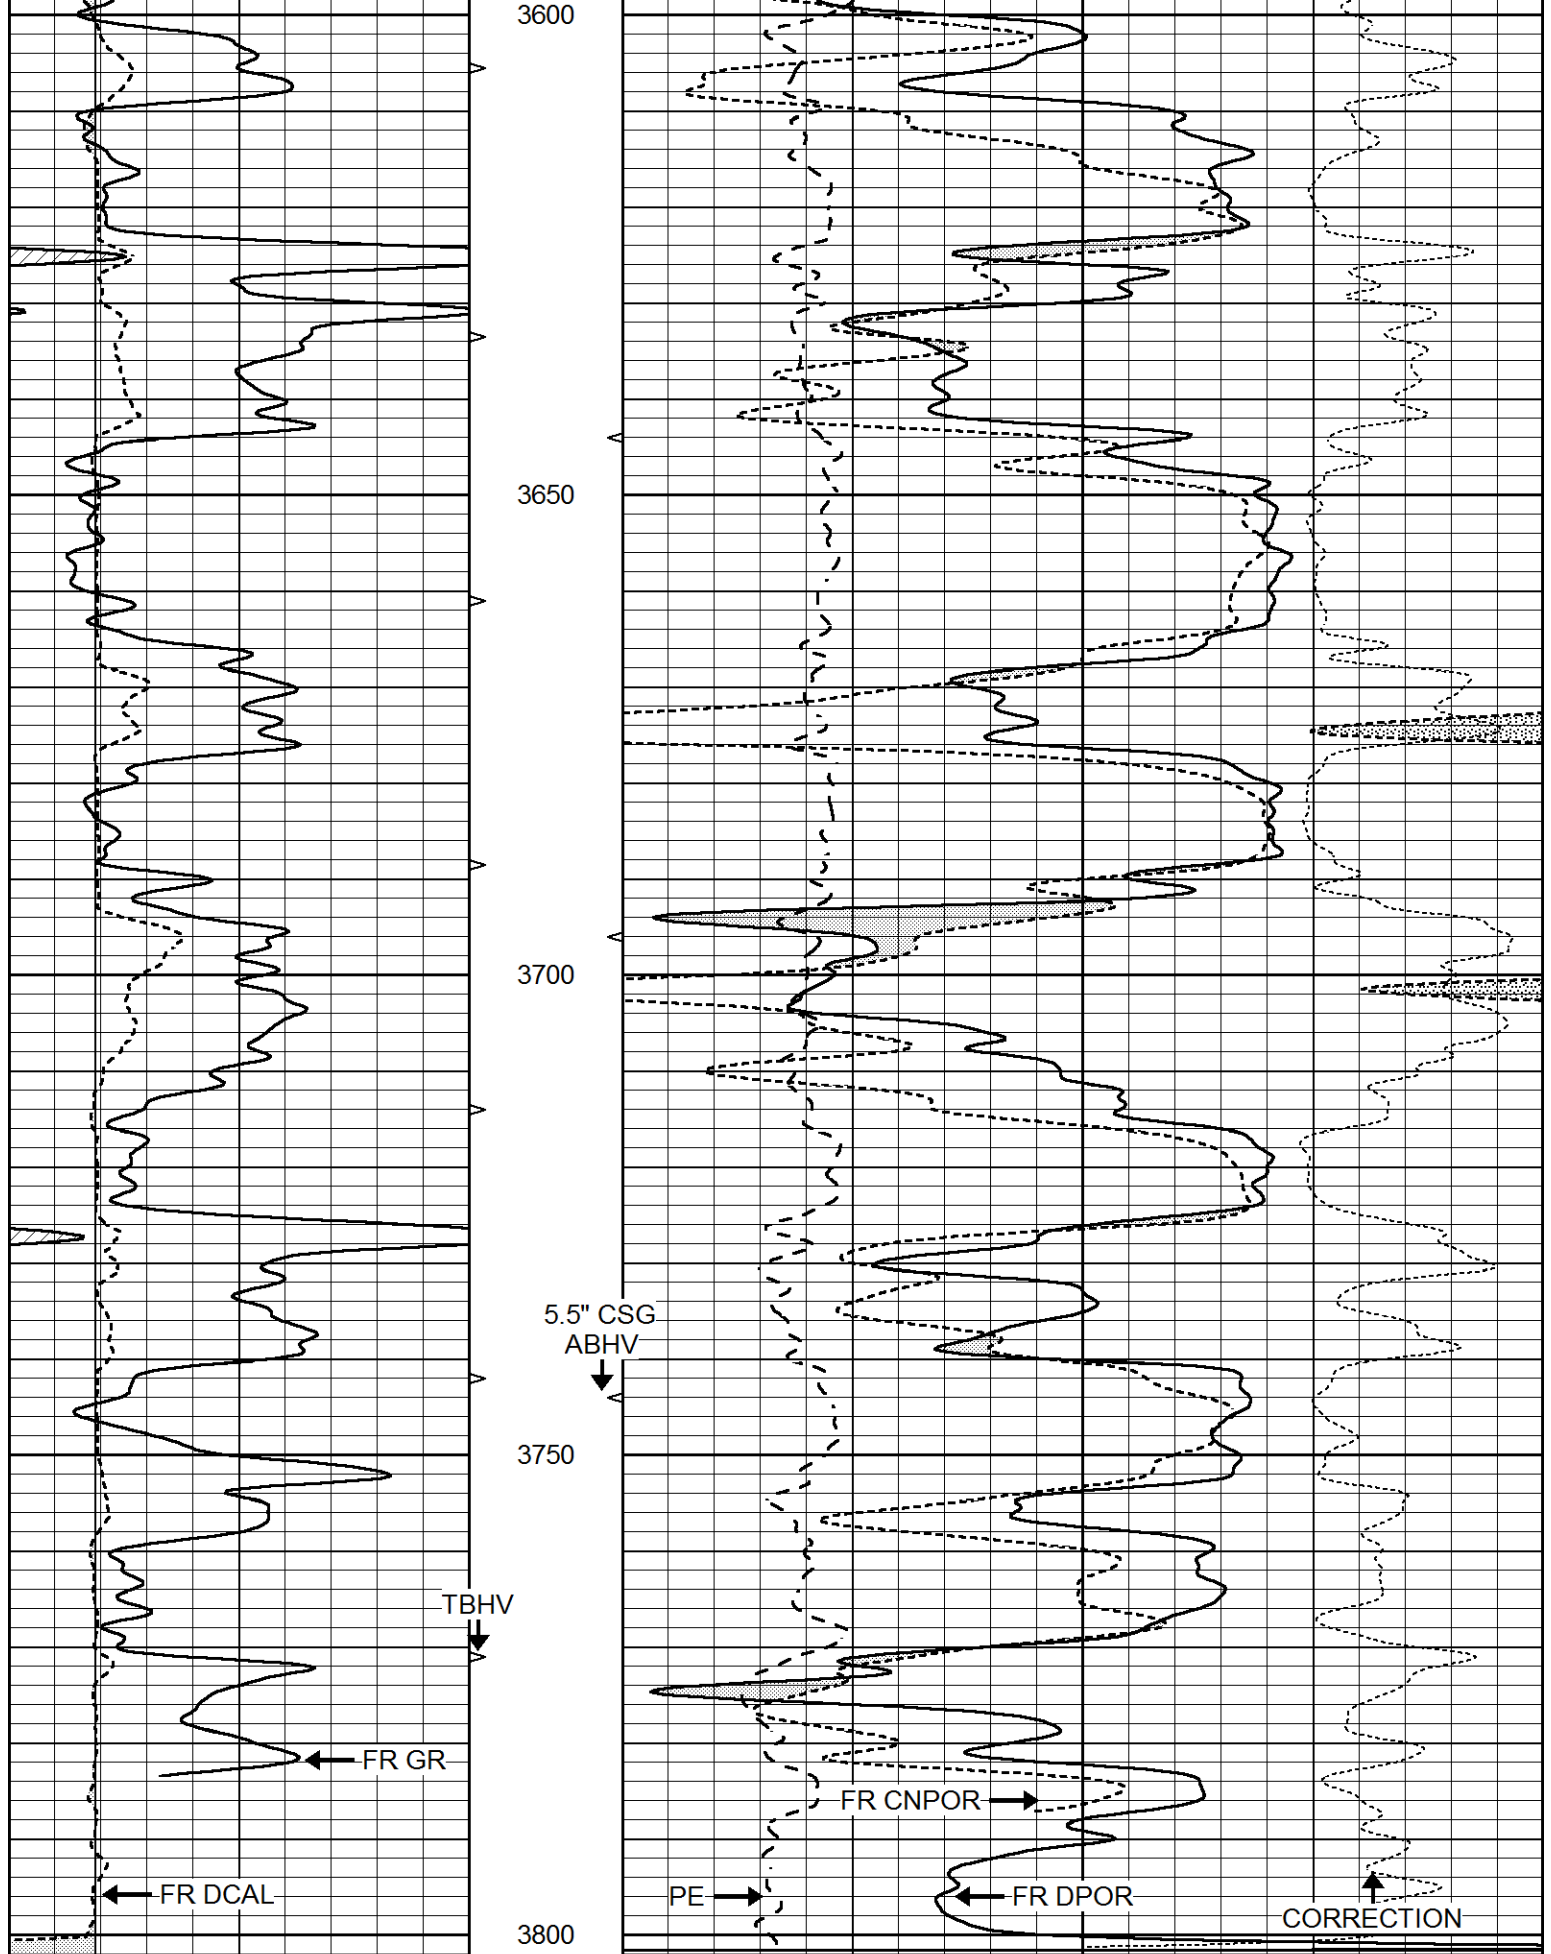 3600
3650
3700
5.5" CSG
ABHV
3750
TBHV
FR GR
FR CNPOR
FR DCAL
PE
FR DPOR
CORRECTION
3800